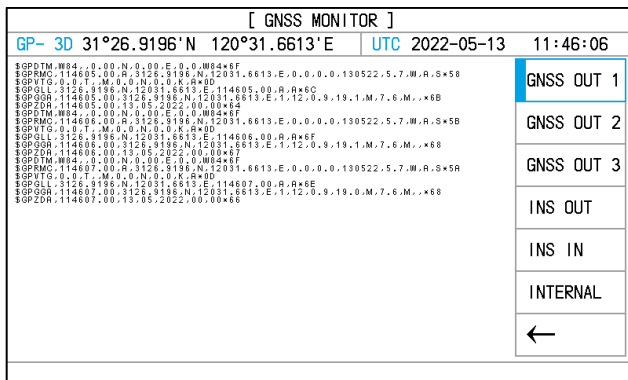 [ GNSS MONITOR ]
GP- 3D 31°26.9196'N 120°31.6613'E UTC 2022-05-13 11:46:06
$GPDTM,W84,,0.00,N,0.00,E,0.0,W84*6F
$GPRMC,114605.00,A,3126.9196,N,12031.6613,E,0.0,0.0,130522,5.7,W,A,S*58
$GPVTG,0.0,T,,M,0.0,N,0.0,K,A*0D
$GPGLL,3126.9196,N,12031.6613,E,114605.00,A,A*6C
$GPGGA,114605.00,3126.9196,N,12031.6613,E,1,12,0.9,19.1,M,7.6,M,,*6B
$GPZDA,114605.00,13,05,2022,00,00*64
$GPDTM,W84,,0.00,N,0.00,E,0.0,W84*6F
$GPRMC,114606.00,A,3126.9196,N,12031.6613,E,0.0,0.0,130522,5.7,W,A,S*5B
$GPVTG,0.0,T,,M,0.0,N,0.0,K,A*0D
$GPGLL,3126.9196,N,12031.6613,E,114606.00,A,A*6F
$GPGGA,114606.00,3126.9196,N,12031.6613,E,1,12,0.9,19.1,M,7.6,M,,*68
$GPZDA,114606.00,13,05,2022,00,00*67
$GPDTM,W84,,0.00,N,0.00,E,0.0,W84*6F
$GPRMC,114607.00,A,3126.9196,N,12031.6613,E,0.0,0.0,130522,5.7,W,A,S*5A
$GPVTG,0.0,T,,M,0.0,N,0.0,K,A*0D
$GPGLL,3126.9196,N,12031.6613,E,114607.00,A,A*6E
$GPGGA,114607.00,3126.9196,N,12031.6613,E,1,12,0.9,19.0,M,7.6,M,,*68
$GPZDA,114607.00,13,05,2022,00,00*66
GNSS OUT 1
GNSS OUT 2
GNSS OUT 3
INS OUT
INS IN
INTERNAL
←